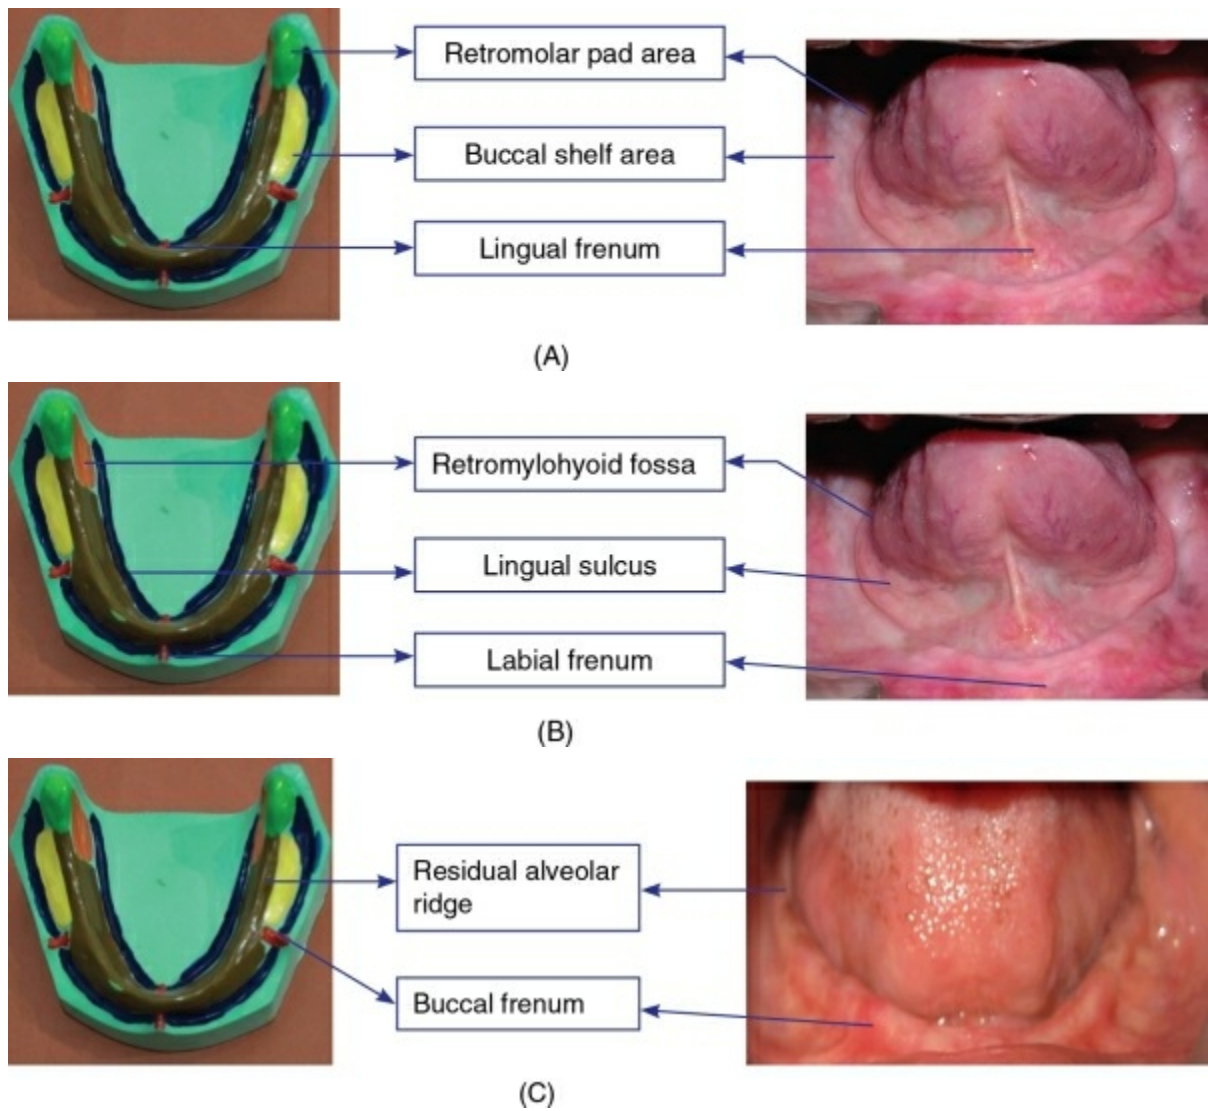 Retromolar pad area
Buccal shelf area
Lingual frenum
(A)
Retromylohyoid fossa
Lingual sulcus
Labial frenum
(B)
Residual alveolar
ridge
Buccal frenum
(C)